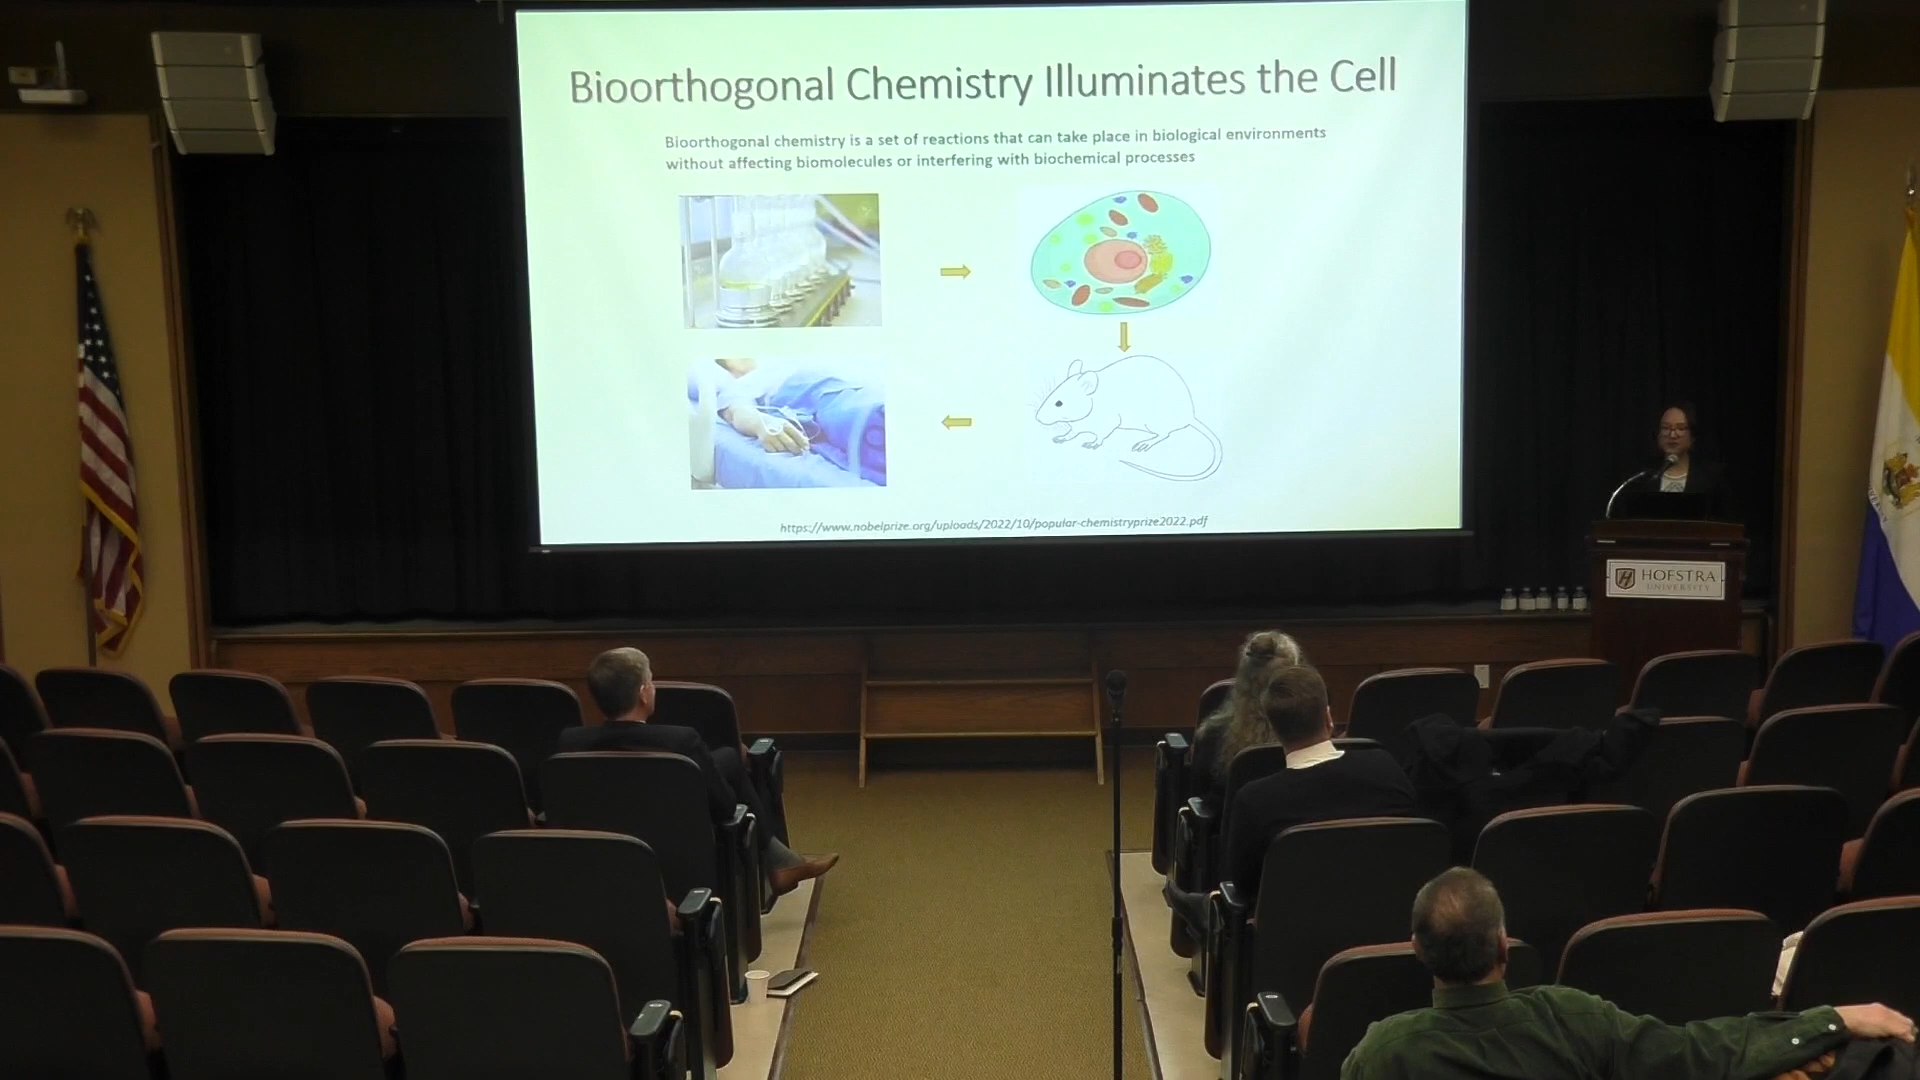 Bioorthogonal Chemistry Illuminates the Cell
Bioorthogonal chemistry is a set of reactions that can take place in biological environments
without affecting biomolecules or interfering with biochemical processes
https://www.nobelprize.org/uploads/2022/10/popular-chemistryprize2022.pdf
H HOFSTRA
UNIVERSITY